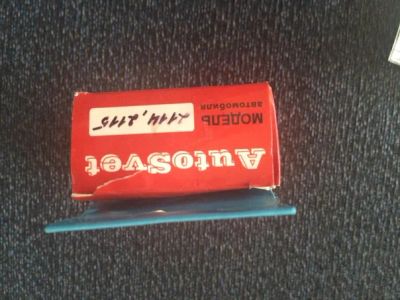 AutoSvet
МОДЕЛЬ
автомобиля
2114, 2115